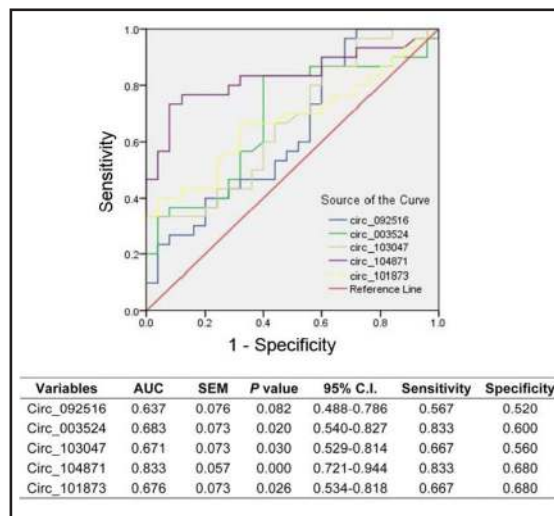 1.0
0.8
0.6
0.4
0.2
0.0
Sensitivity
Source of the Curve
circ_092516
circ_003524
circ_103047
circ_104871
circ_101873
Reference Line
0.0 0.2 0.4 0.6 0.8 1.0
1 - Specificity
Variables AUC SEM P value 95% C.I. Sensitivity Specificity
Circ_092516 0.637 0.076 0.082 0.488-0.786 0.567 0.520
Circ_003524 0.683 0.073 0.020 0.540-0.827 0.833 0.600
Circ_103047 0.671 0.073 0.030 0.529-0.814 0.667 0.560
Circ_104871 0.833 0.057 0.000 0.721-0.944 0.833 0.680
Circ_101873 0.676 0.073 0.026 0.534-0.818 0.667 0.680